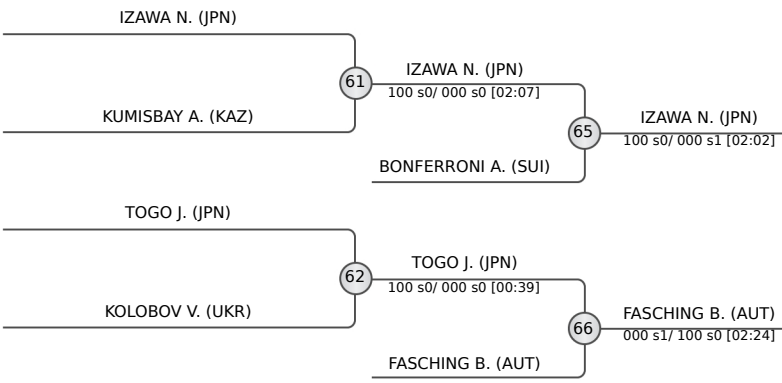 IZAWA N. (JPN)
61
KUMISBAY A. (KAZ)
IZAWA N. (JPN)
100 s0/ 000 s0 [02:07]
65
BONFERRONI A. (SUI)
IZAWA N. (JPN)
100 s0/ 000 s1 [02:02]
TOGO J. (JPN)
62
KOLOBOV V. (UKR)
TOGO J. (JPN)
100 s0/ 000 s0 [00:39]
66
FASCHING B. (AUT)
FASCHING B. (AUT)
000 s1/ 100 s0 [02:24]